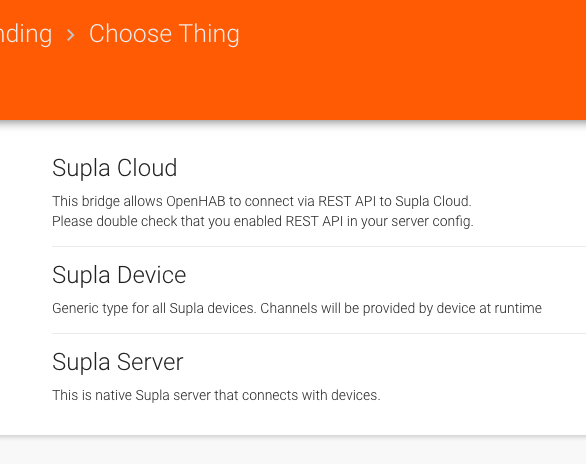 Choose Thing
Supla Cloud
This bridge allows OpenHAB to connect via REST API to Supla Cloud.
Please double check that you enabled REST API in your server config.
Supla Device
Generic type for all Supla devices. Channels will be provided by device at runtime
Supla Server
This is native Supla server that connects with devices.